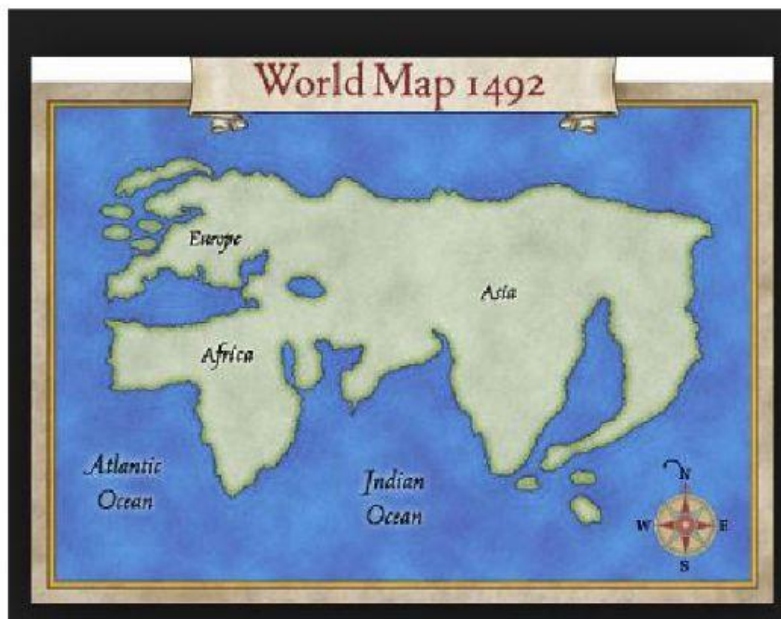 World Map 1492
Europe
Asia
Africa
Atlantic
Ocean
Indian
Ocean
N
W E
S